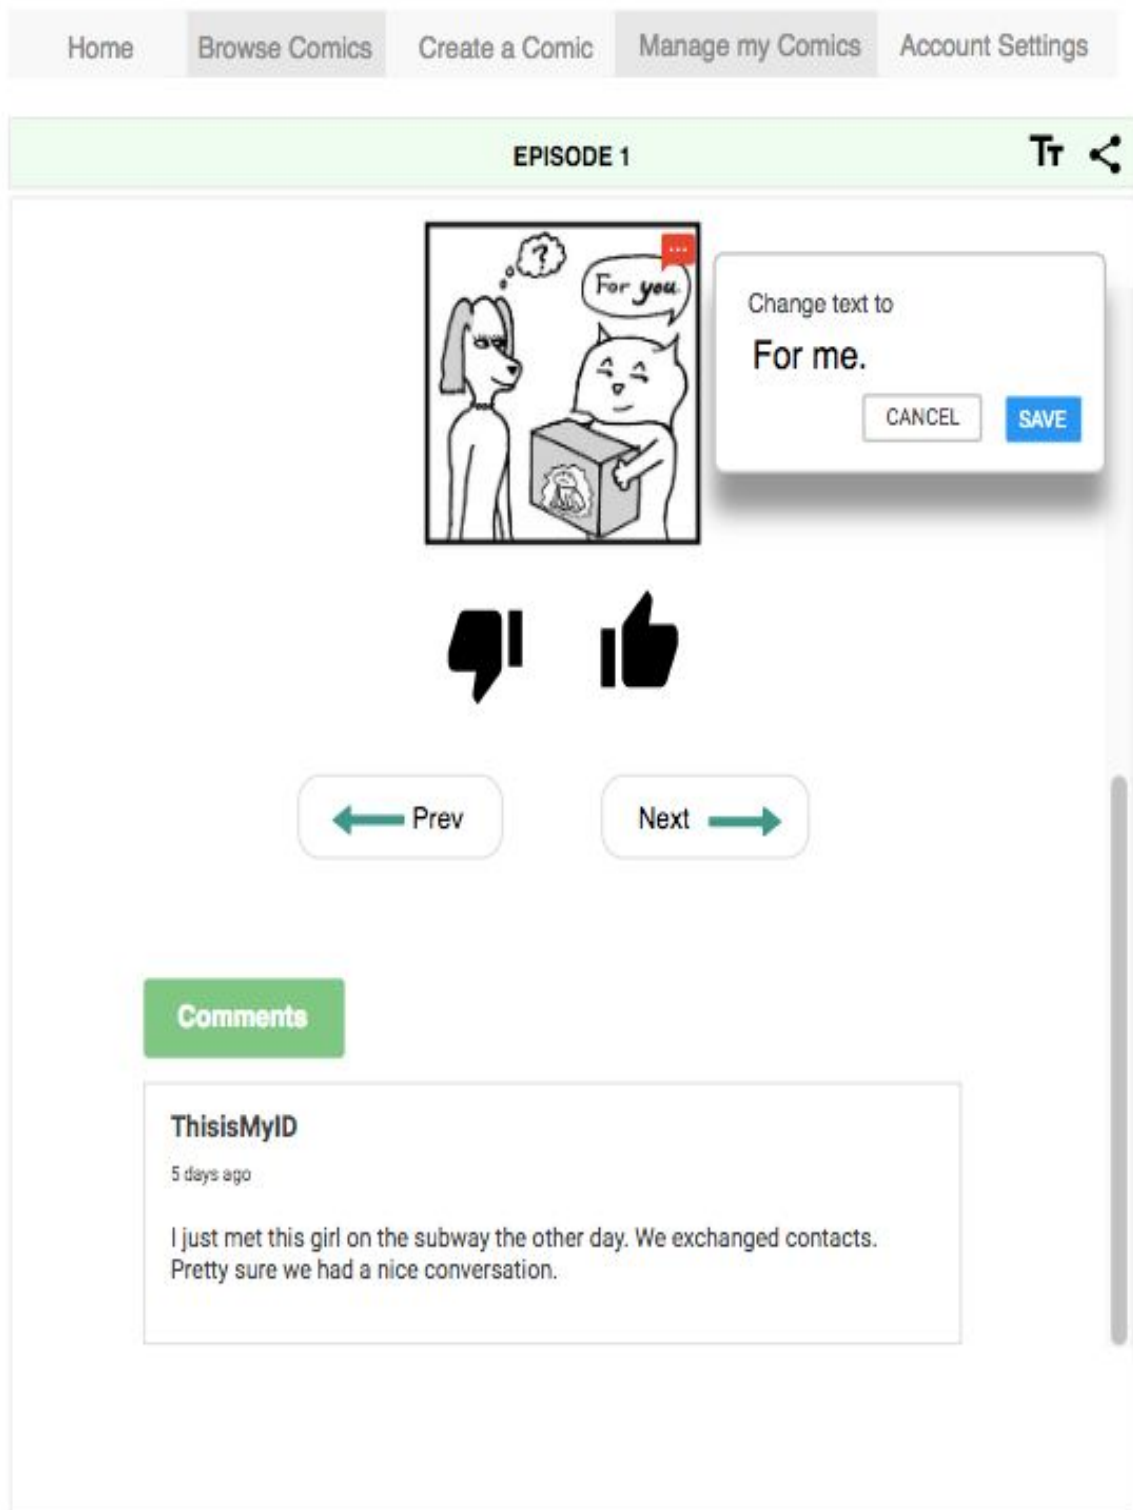 Home Browse Comics Create a Comic Manage my Comics Account Settings
EPISODE 1 Tт
?
For you.
Change text to
For me.
CANCEL SAVE
Prev Next
Comments
ThisisMyID
5 days ago
I just met this girl on the subway the other day. We exchanged contacts.
Pretty sure we had a nice conversation.